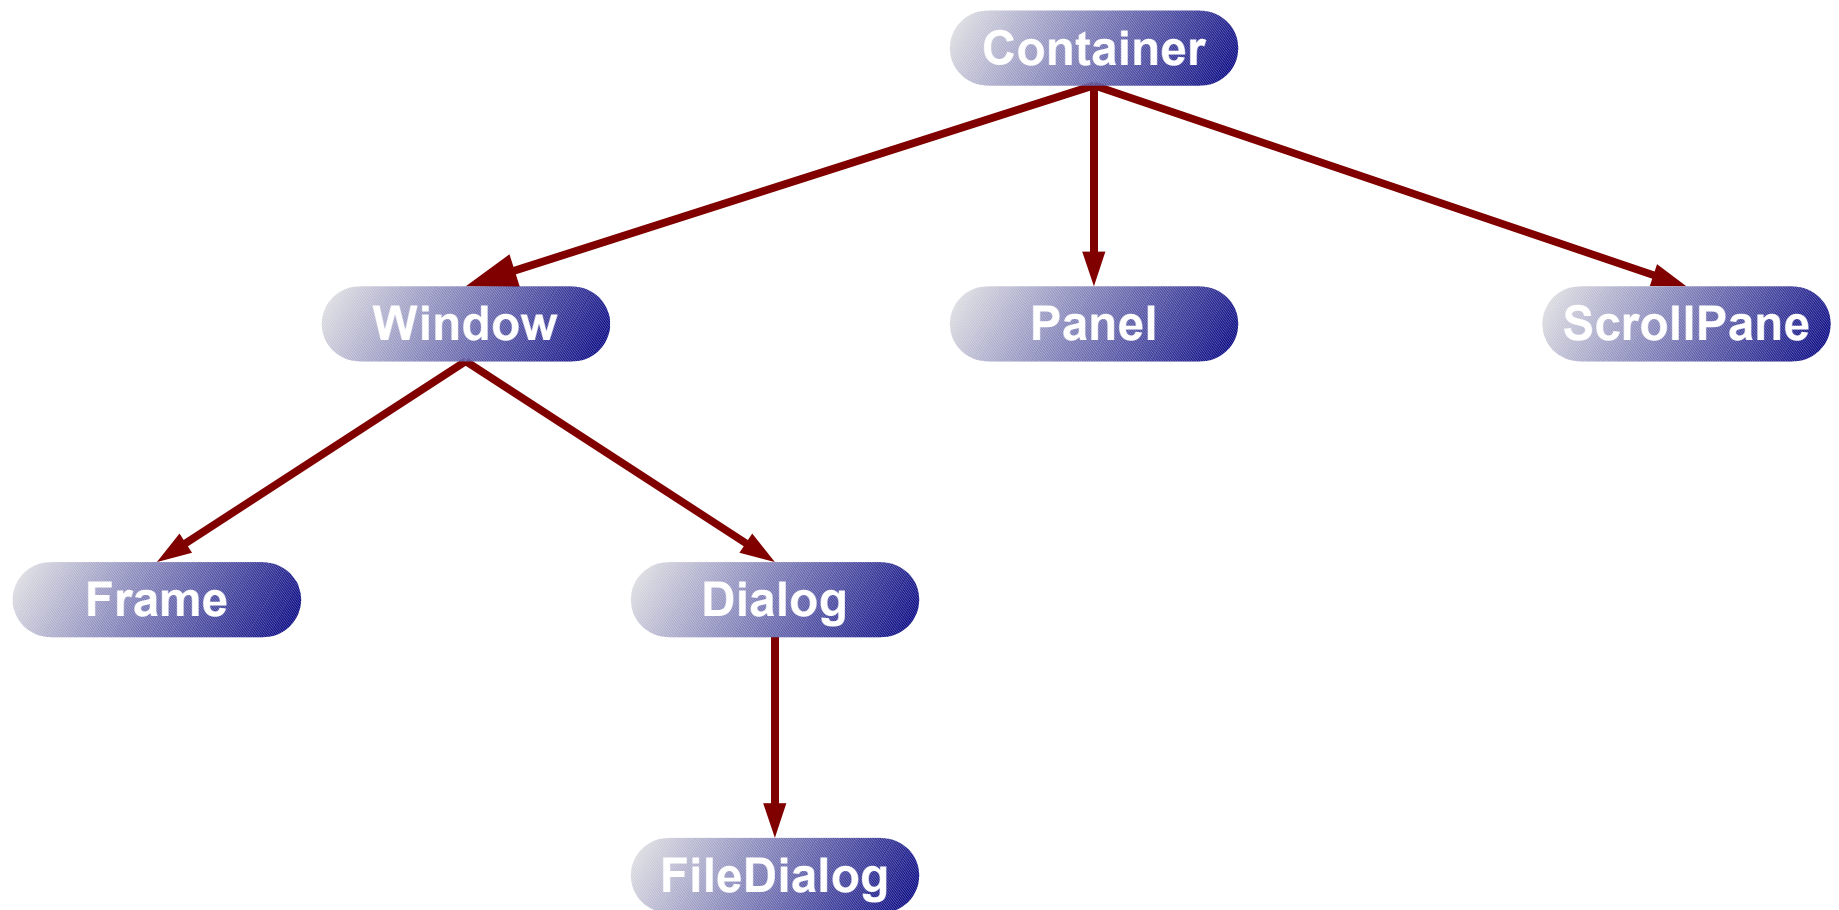 Container
Window
Panel
ScrollPane
Frame
Dialog
FileDialog